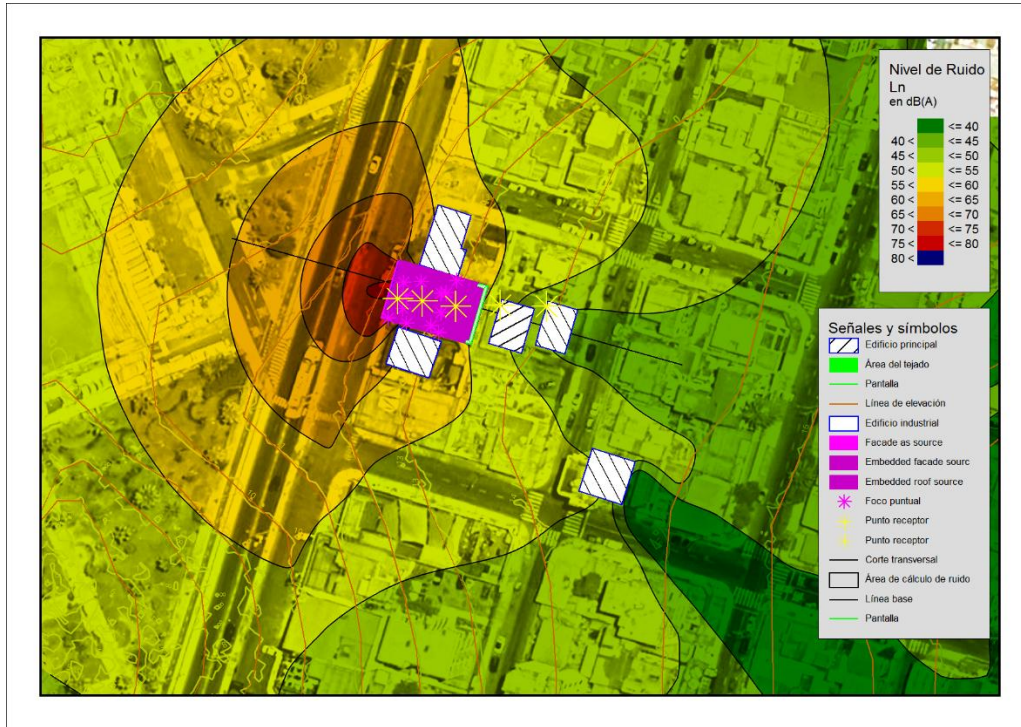 Nivel de Ruido
Ln
en dB(A)
<= 40
40 < <= 45
45 < <= 50
50 < <= 55
55 < <= 60
60 < <= 65
65 < <= 70
70 < <= 75
75 < <= 80
80 <
Señales y símbolos
Edificio principal
Área del tejado
Pantalla
Línea de elevación
Edificio industrial
Facade as source
Embedded facade sourc
Embedded roof source
Foco puntual
Punto receptor
Punto receptor
Corte transversal
Área de cálculo de ruido
Línea base
Pantalla